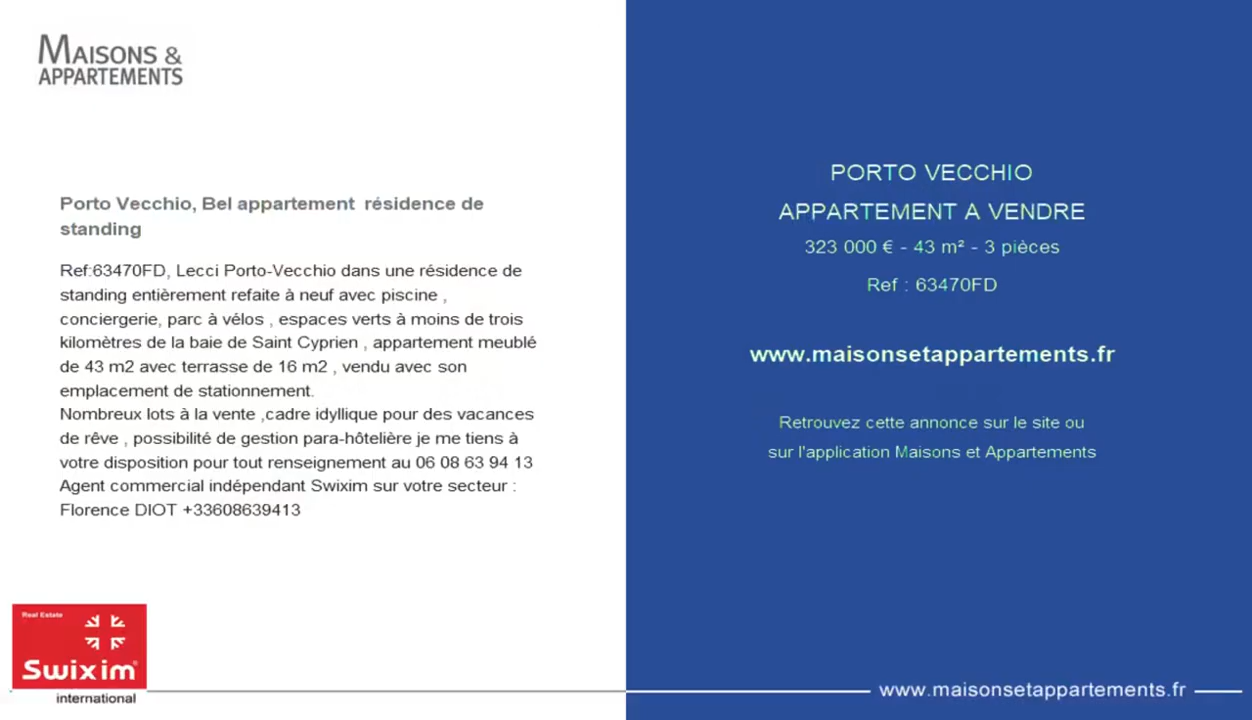 MAISONS &
APPARTEMENTS
Porto Vecchio, Bel appartement résidence de
standing
Ref:63470FD, Lecci Porto-Vecchio dans une résidence de
standing entièrement refaite à neuf avec piscine ,
conciergerie, parc à vélos , espaces verts à moins de trois
kilomètres de la baie de Saint Cyprien , appartement meublé
de 43 m2 avec terrasse de 16 m2 , vendu avec son
emplacement de stationnement.
Nombreux lots à la vente ,cadre idyllique pour des vacances
de rêve , possibilité de gestion para-hôtelière je me tiens à
votre disposition pour tout renseignement au 06 08 63 94 13
Agent commercial indépendant Swixim sur votre secteur :
Florence DIOT +33608639413
Real Estate
Swixim®
international
PORTO VECCHIO
APPARTEMENT A VENDRE
323 000 € - 43 m² - 3 pièces
Ref : 63470FD
www.maisonsetappartements.fr
Retrouvez cette annonce sur le site ou
sur l'application Maisons et Appartements
www.maisonsetappartements.fr